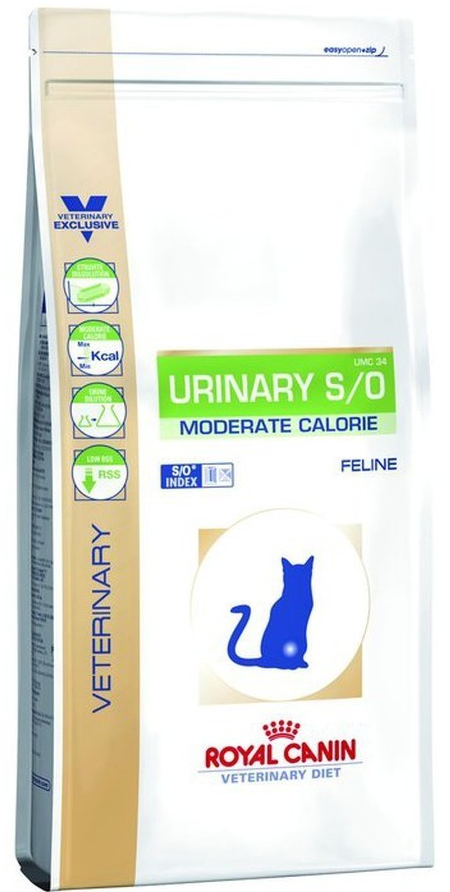 easyopen+zip
VETERINARY
EXCLUSIVE
STRUVITE
DISSOLUTION
MODERATE
CALORIE
Max
Kcal
Min
URINE
DILUTION
LOW RSS
RSS
UMC 34
URINARY S/O
MODERATE CALORIE
FELINE
S/O*
INDEX
VETERINARY
ROYAL CANIN
VETERINARY DIET